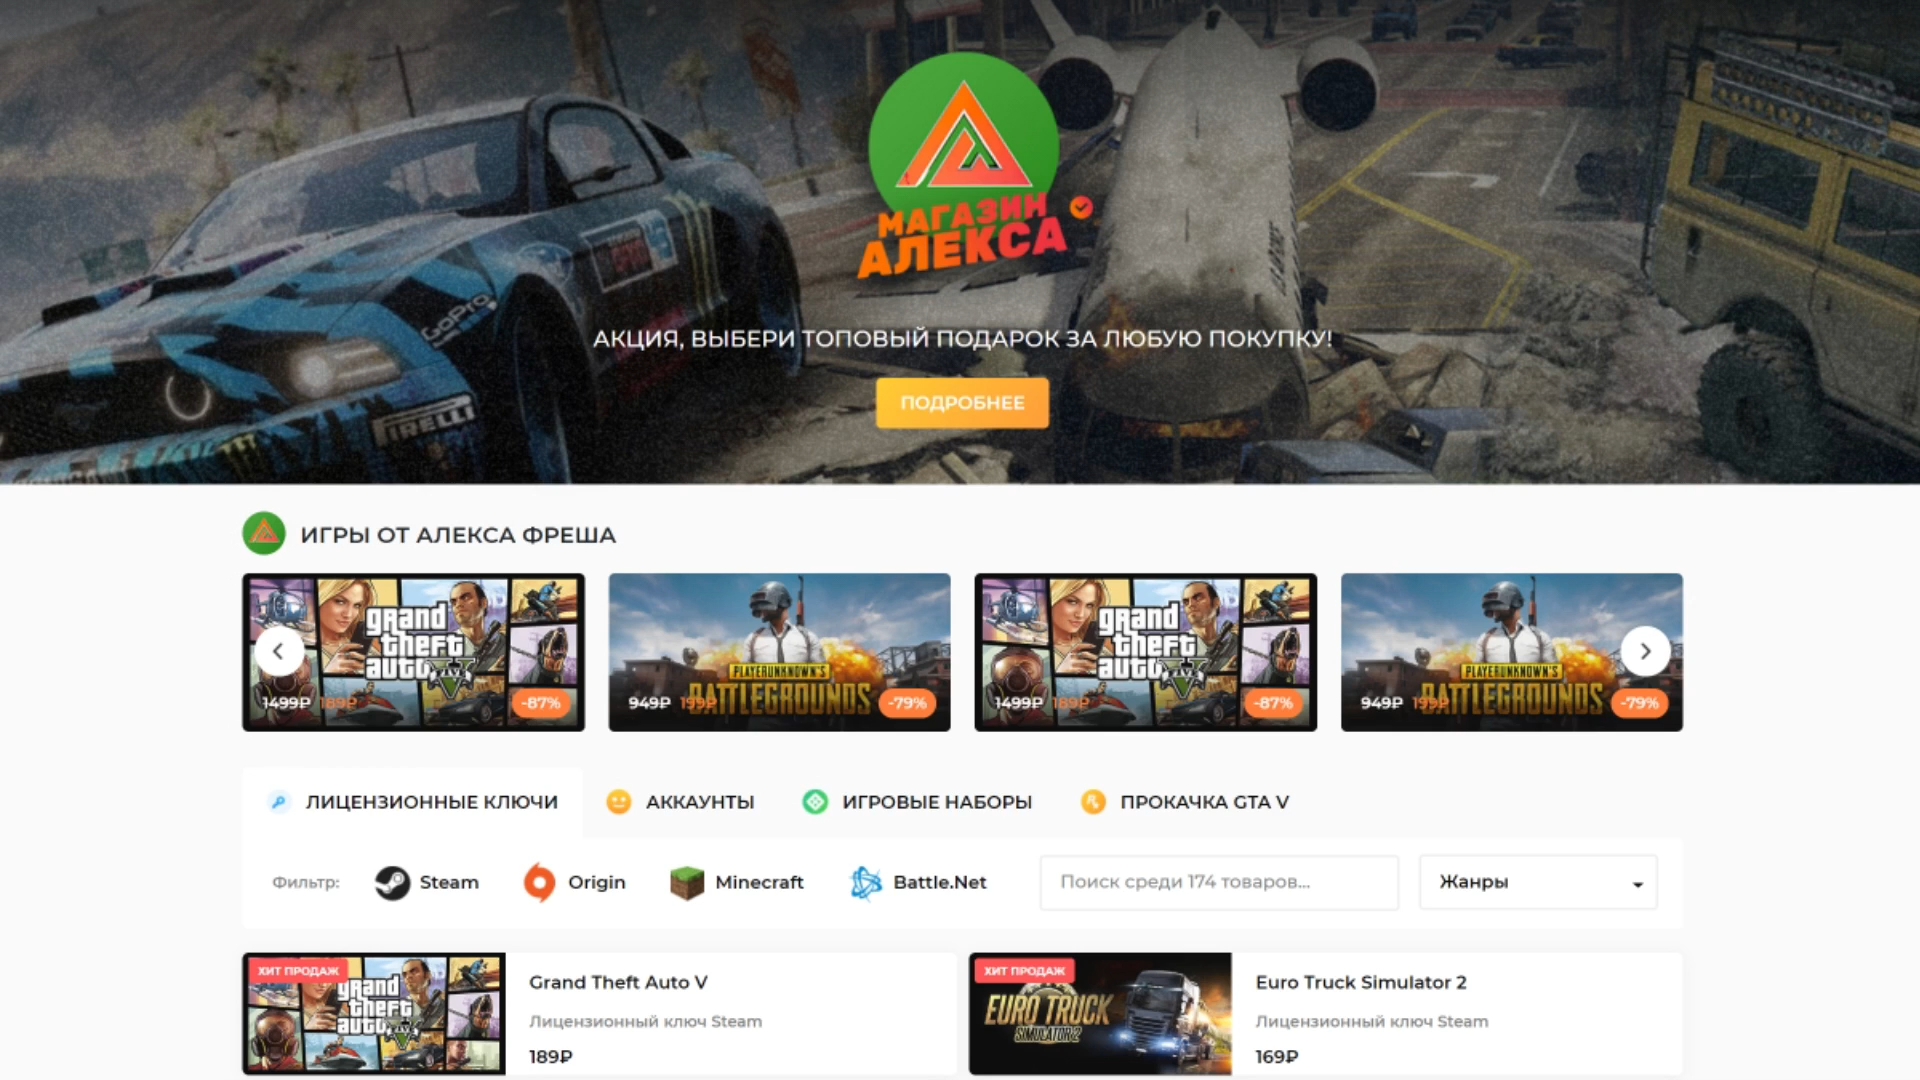 МАГАЗИН
АЛЕКСА
GoPro
PIRELLI
АКЦИЯ, ВЫБЕРИ ТОПОВЫЙ ПОДАРОК ЗА ЛЮБУЮ ПОКУПКУ!
ПОДРОБНЕЕ
ИГРЫ ОТ АЛЕКСА ФРЕША
grand
theft
auto
V
1499₽ 189₽ -87%
PLAYERUNKNOWN'S
BATTLEGROUNDS
949₽ 199₽ -79%
grand
theft
auto
V
1499₽ 189₽ -87%
PLAYERUNKNOWN'S
BATTLEGROUNDS
949₽ 199₽ -79%
ЛИЦЕНЗИОННЫЕ КЛЮЧИ АККАУНТЫ ИГРОВЫЕ НАБОРЫ ПРОКАЧКА GTA V
Фильтр: Steam Origin Minecraft Battle.Net Поиск среди 174 товаров... Жанры
ХИТ ПРОДАЖ
grand
theft
auto
V
Grand Theft Auto V
Лицензионный ключ Steam
189₽
ХИТ ПРОДАЖ
EURO TRUCK
SIMULATOR 2
Euro Truck Simulator 2
Лицензионный ключ Steam
169₽